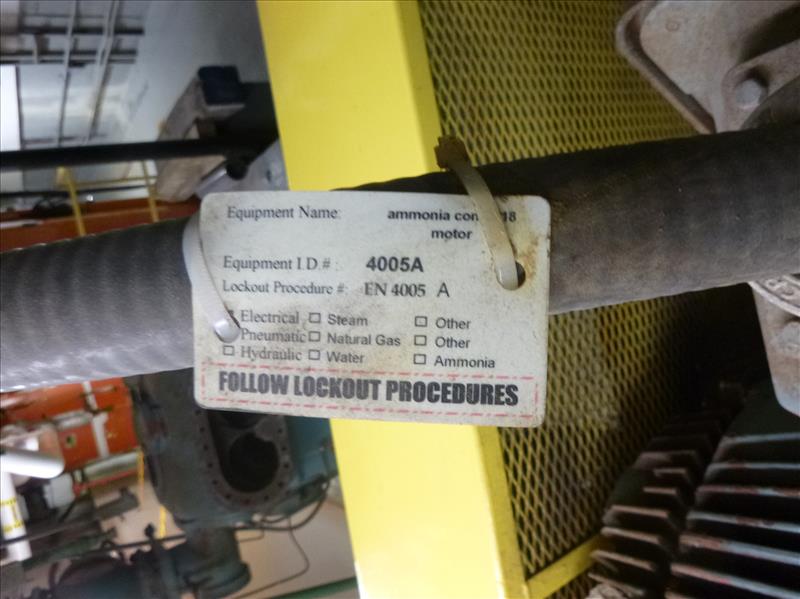 Equipment Name: ammonia 18
motor
Equipment I.D.#: 4005A
Lockout Procedure #: EN 4005 A
Electrical ☐ Steam ☐ Other
Pneumatic ☐ Natural Gas ☐ Other
☐ Hydraulic ☐ Water ☐ Ammonia
FOLLOW LOCKOUT PROCEDURES